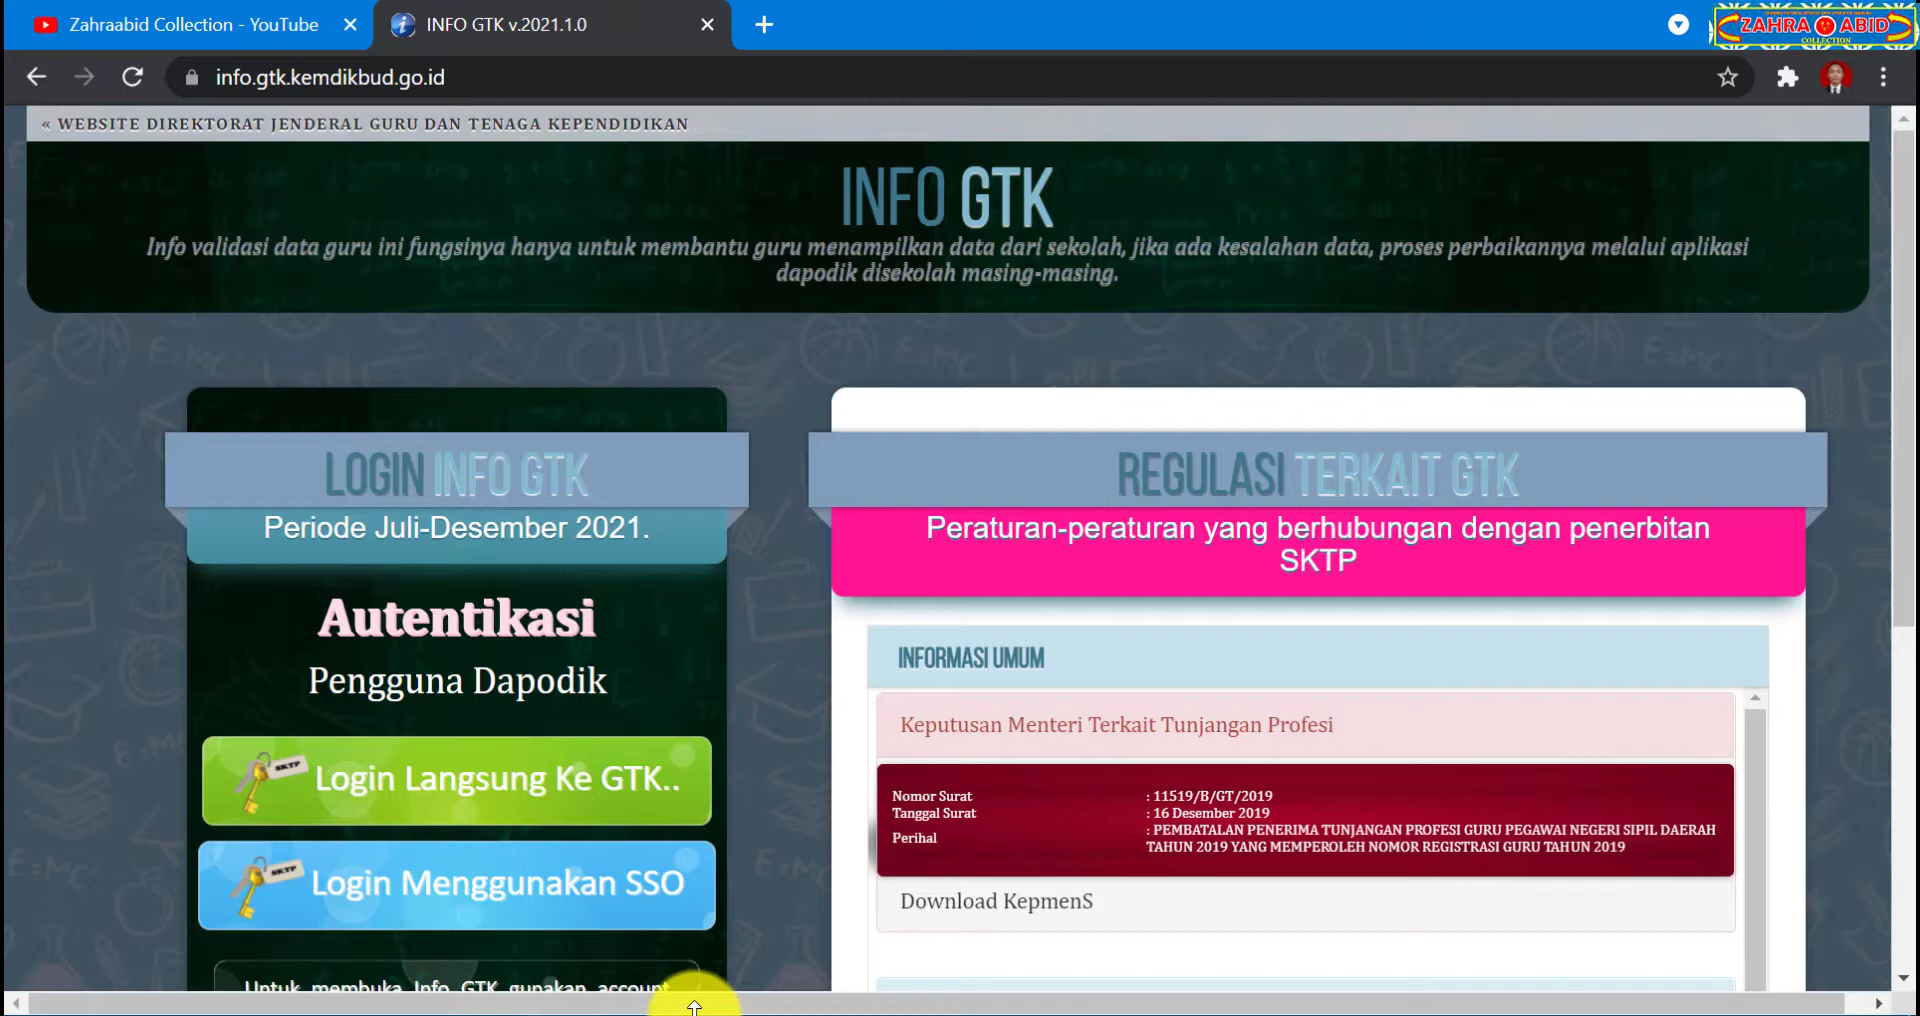 Zahraabid Collection - YouTube
INFO GTK v.2021.1.0
ZAHRA ABID
COLLECTION
info.gtk.kemdikbud.go.id
« WEBSITE DIREKTORAT JENDERAL GURU DAN TENAGA KEPENDIDIKAN
INFO GTK
Info validasi data guru ini fungsinya hanya untuk membantu guru menampilkan data dari sekolah, jika ada kesalahan data, proses perbaikannya melalui aplikasi
dapodik disekolah masing-masing.
LOGIN INFO GTK
Periode Juli-Desember 2021.
Autentikasi
Pengguna Dapodik
SKTP
Login Langsung Ke GTK..
SKTP
Login Menggunakan SSO
Untuk membuka Info GTK gunakan account
REGULASI TERKAIT GTK
Peraturan-peraturan yang berhubungan dengan penerbitan
SKTP
INFORMASI UMUM
Keputusan Menteri Terkait Tunjangan Profesi
Nomor Surat : 11519/B/GT/2019
Tanggal Surat : 16 Desember 2019
Perihal : PEMBATALAN PENERIMA TUNJANGAN PROFESI GURU PEGAWAI NEGERI SIPIL DAERAH
TAHUN 2019 YANG MEMPEROLEH NOMOR REGISTRASI GURU TAHUN 2019
Download KepmenS